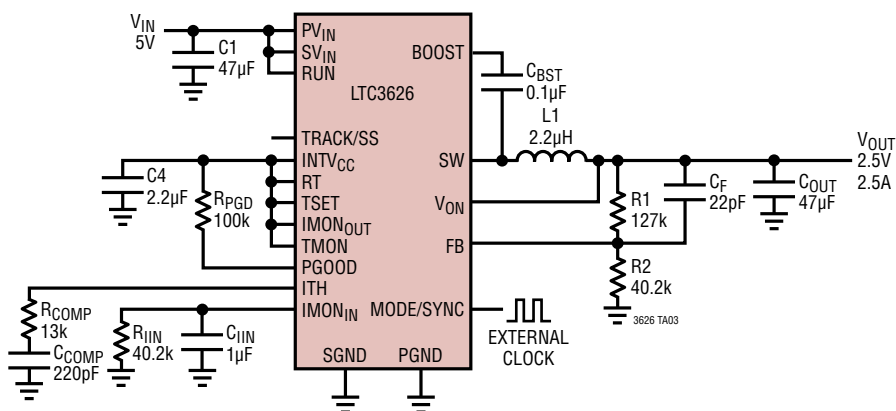 VIN
5V
C1
47µF
PVIN
SVIN
RUN
BOOST
CBST
0.1µF
LTC3626
L1
2.2µH
TRACK/SS
INTVCC
SW
VOUT
2.5V
2.5A
C4
2.2µF
RPGD
100k
RT
TSET
IMONOUT
TMON
PGOOD
VON
FB
R1
127k
CF
22pF
COUT
47µF
R2
40.2k
ITH
IMONIN
MODE/SYNC
3626 TA03
EXTERNAL
CLOCK
RCOMP
13k
CCOMP
220pF
RIIN
40.2k
CIIN
1µF
SGND
PGND